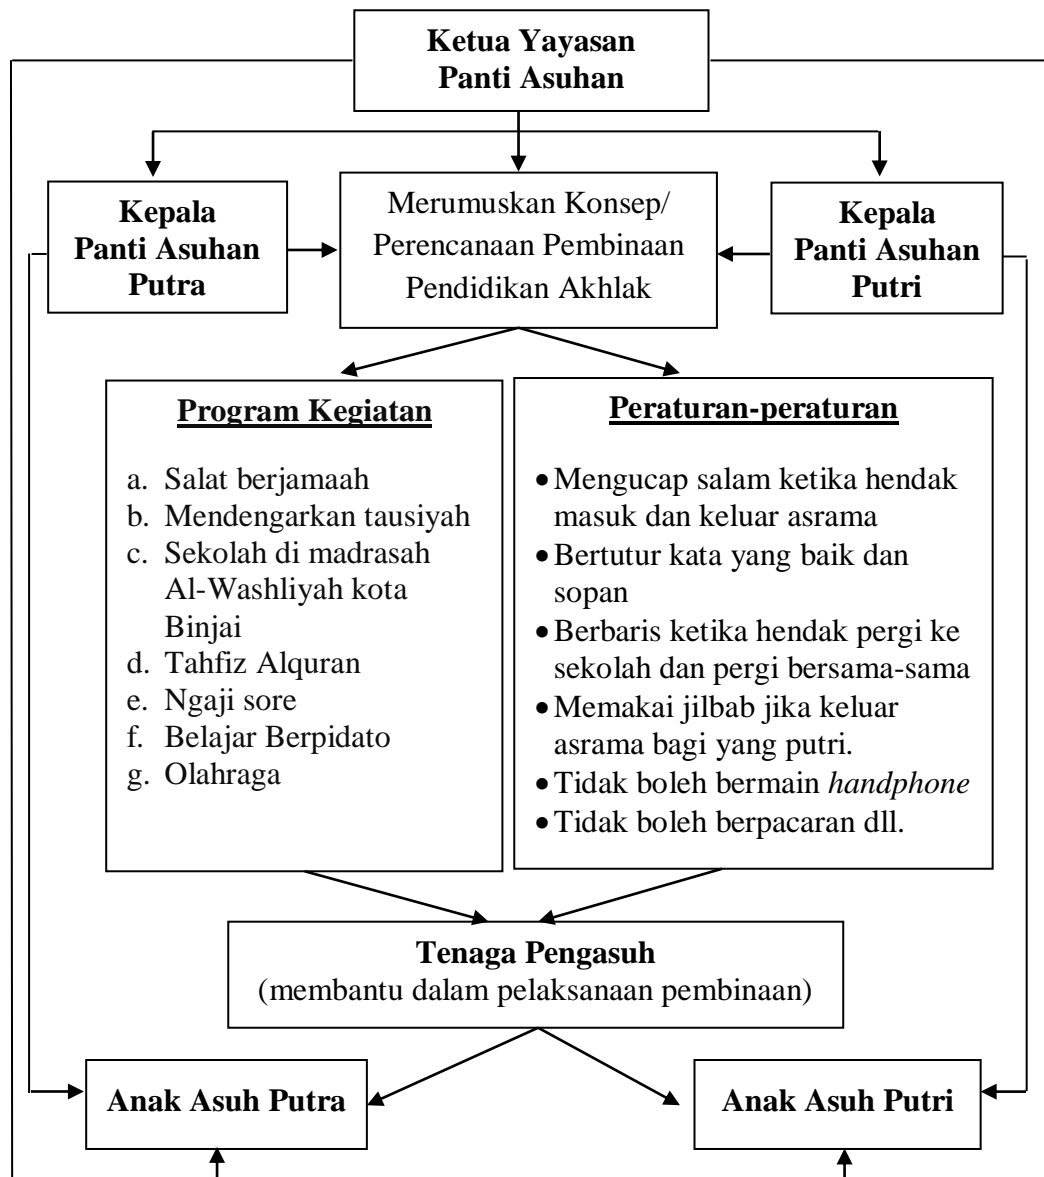 Ketua Yayasan
Panti Asuhan
Kepala
Panti Asuhan
Putra
Merumuskan Konsep/
Perencanaan Pembinaan
Pendidikan Akhlak
Kepala
Panti Asuhan
Putri
Program Kegiatan
a. Salat berjamaah
b. Mendengarkan tausiyah
c. Sekolah di madrasah
Al-Washliyah kota
Binjai
d. Tahfiz Alquran
e. Ngaji sore
f. Belajar Berpidato
g. Olahraga
Peraturan-peraturan
• Mengucap salam ketika hendak
masuk dan keluar asrama
• Bertutur kata yang baik dan
sopan
• Berbaris ketika hendak pergi ke
sekolah dan pergi bersama-sama
• Memakai jilbab jika keluar
asrama bagi yang putri.
• Tidak boleh bermain handphone
• Tidak boleh berpacaran dll.
Tenaga Pengasuh
(membantu dalam pelaksanaan pembinaan)
Anak Asuh Putra
Anak Asuh Putri